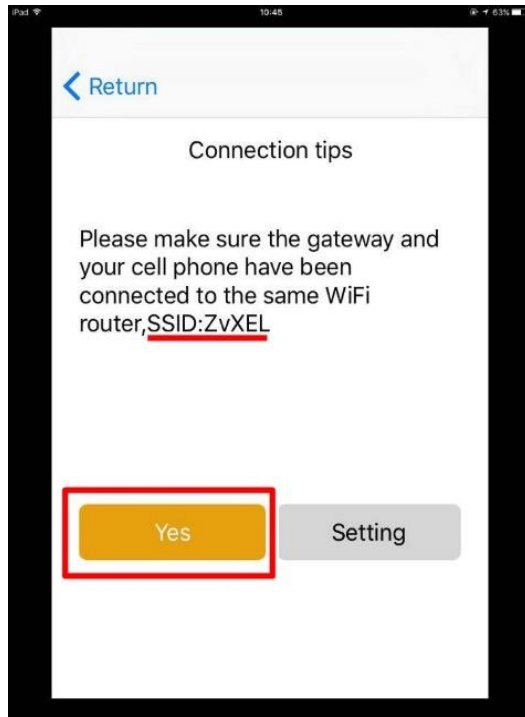 iPad 10:45 63%
Return
Connection tips
Please make sure the gateway and
your cell phone have been
connected to the same WiFi
router,SSID:ZvXEL
Yes Setting